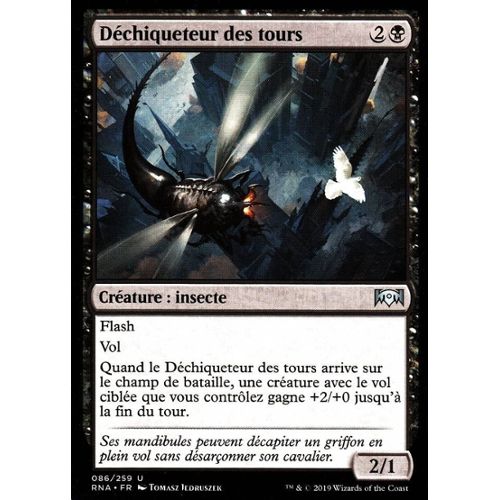 Déchiqueteur des tours 2
Créature : insecte
Flash
Vol
Quand le Déchiqueteur des tours arrive sur
le champ de bataille, une créature avec le vol
ciblée que vous contrôlez gagne +2/+0 jusqu'à
la fin du tour.
Ses mandibules peuvent décapiter un griffon en
plein vol sans désarçonner son cavalier.
2/1
086/259 U
RNA • FR Tomasz Jedruszek
™ & © 2019 Wizards of the Coast